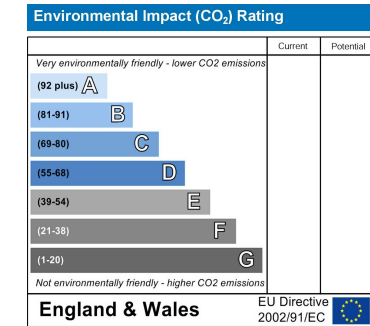 Environmental Impact (CO₂) Rating
Current Potential
Very environmentally friendly - lower CO2 emissions
(92 plus) A
(81-91) B
(69-80) C
(55-68) D
(39-54) E
(21-38) F
(1-20) G
Not environmentally friendly - higher CO2 emissions
England & Wales
EU Directive
2002/91/EC